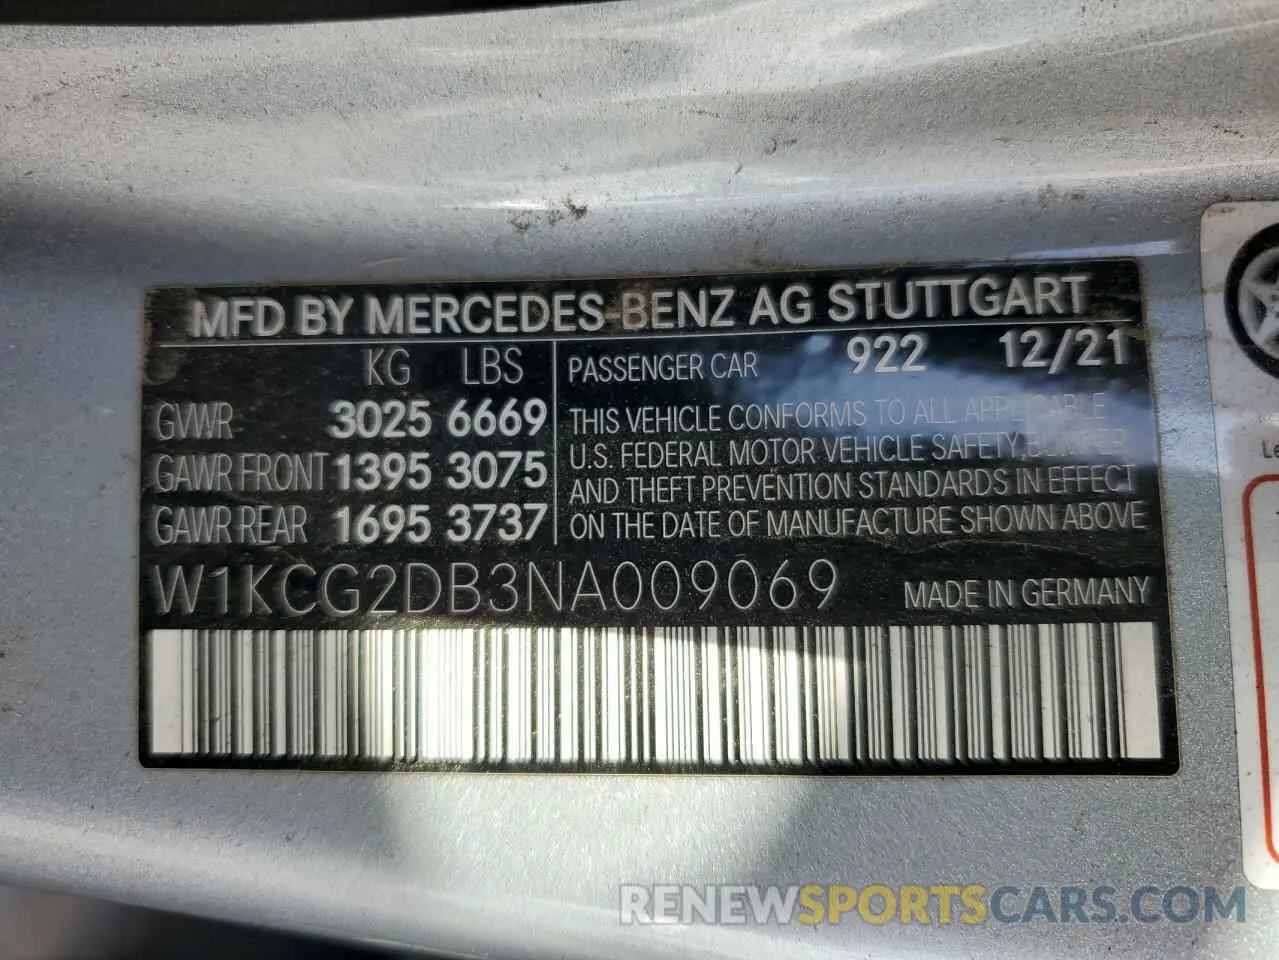 MFD BY MERCEDES-BENZ AG STUTTGART
KG LBS
PASSENGER CAR 922 12/21
GVWR 3025 6669
GAWR FRONT 1395 3075
GAWR REAR 1695 3737
THIS VEHICLE CONFORMS TO ALL APPLICABLE
U.S. FEDERAL MOTOR VEHICLE SAFETY, BUMPER
AND THEFT PREVENTION STANDARDS IN EFFECT
ON THE DATE OF MANUFACTURE SHOWN ABOVE
W1KCG2DB3NA009069 MADE IN GERMANY
RENEWSPORTSCARS.COM